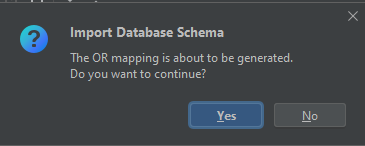 Import Database Schema
The OR mapping is about to be generated.
Do you want to continue?
Yes
No